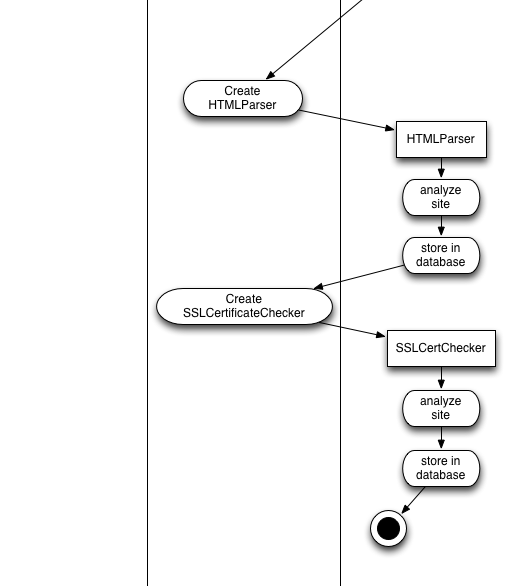 Create
HTMLParser
HTMLParser
analyze
site
store in
database
Create
SSLCertificateChecker
SSLCertChecker
analyze
site
store in
database